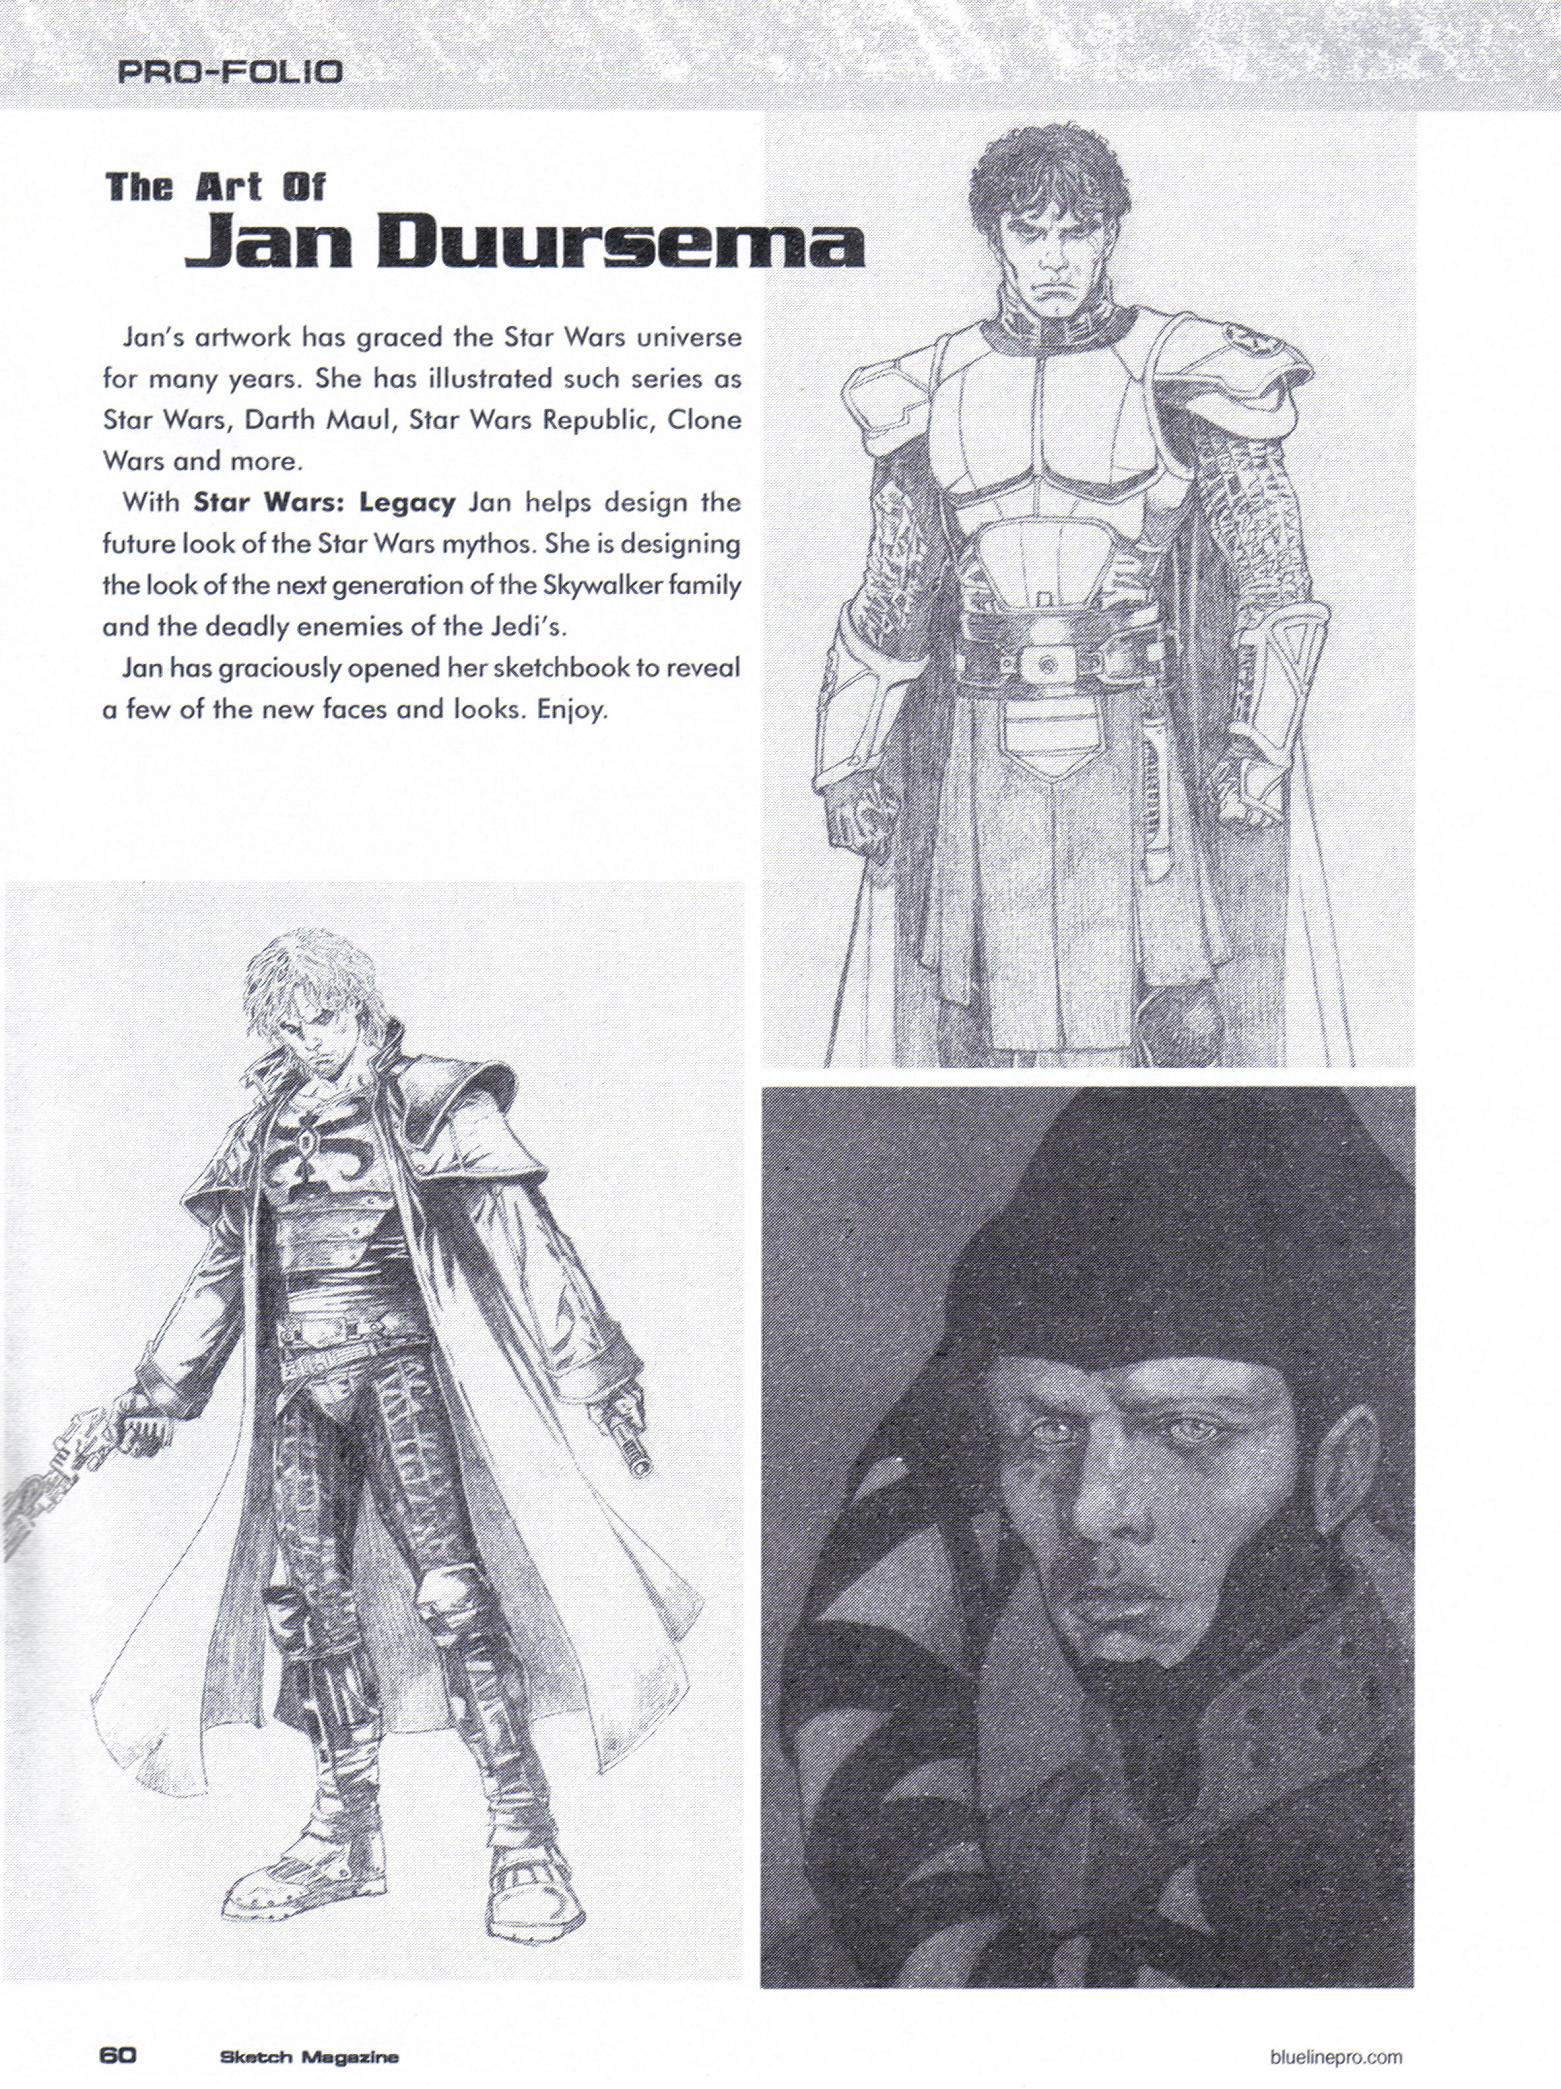 PRO-FOLIO
The Art Of
Jan Duursema
Jan's artwork has graced the Star Wars universe
for many years. She has illustrated such series as
Star Wars, Darth Maul, Star Wars Republic, Clone
Wars and more.
With Star Wars: Legacy Jan helps design the
future look of the Star Wars mythos. She is designing
the look of the next generation of the Skywalker family
and the deadly enemies of the Jedi's.
Jan has graciously opened her sketchbook to reveal
a few of the new faces and looks. Enjoy.
60
Sketch Magazine
bluelinepro.com